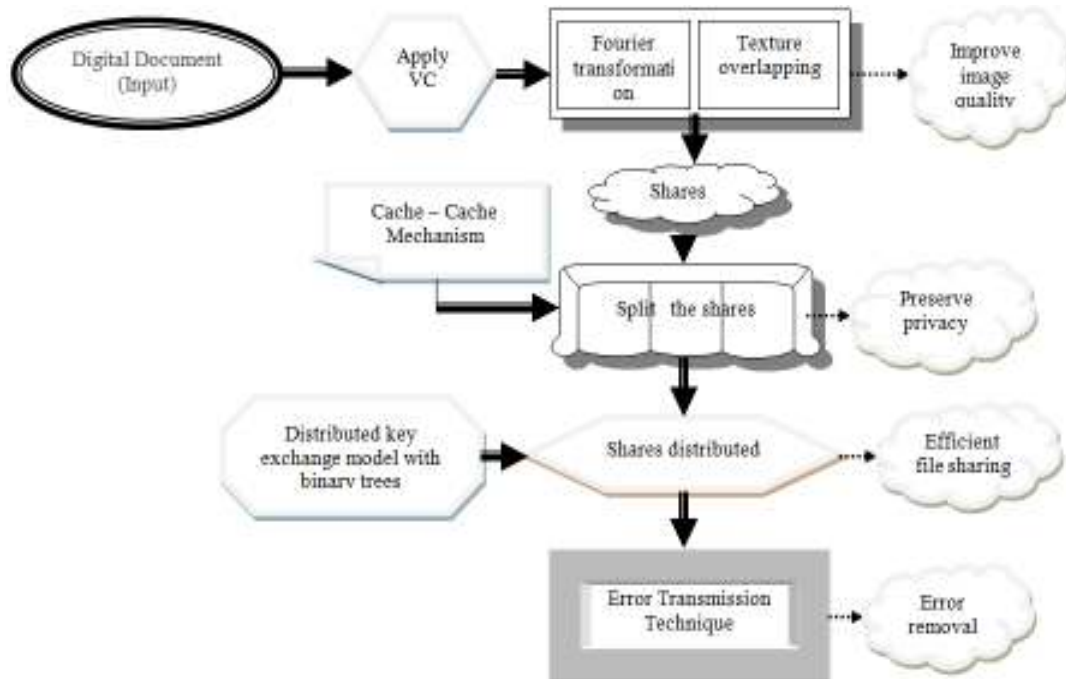 Digital Document
(Input)
Apply
VC
Fourier
transformati
on
Texture
overlapping
Improve
image
quality
Shares
Cache – Cache
Mechanism
Split the shares
Preserve
privacy
Distributed key
exchange model with
binary trees
Shares distributed
Efficient
file sharing
Error Transmission
Technique
Error
removal